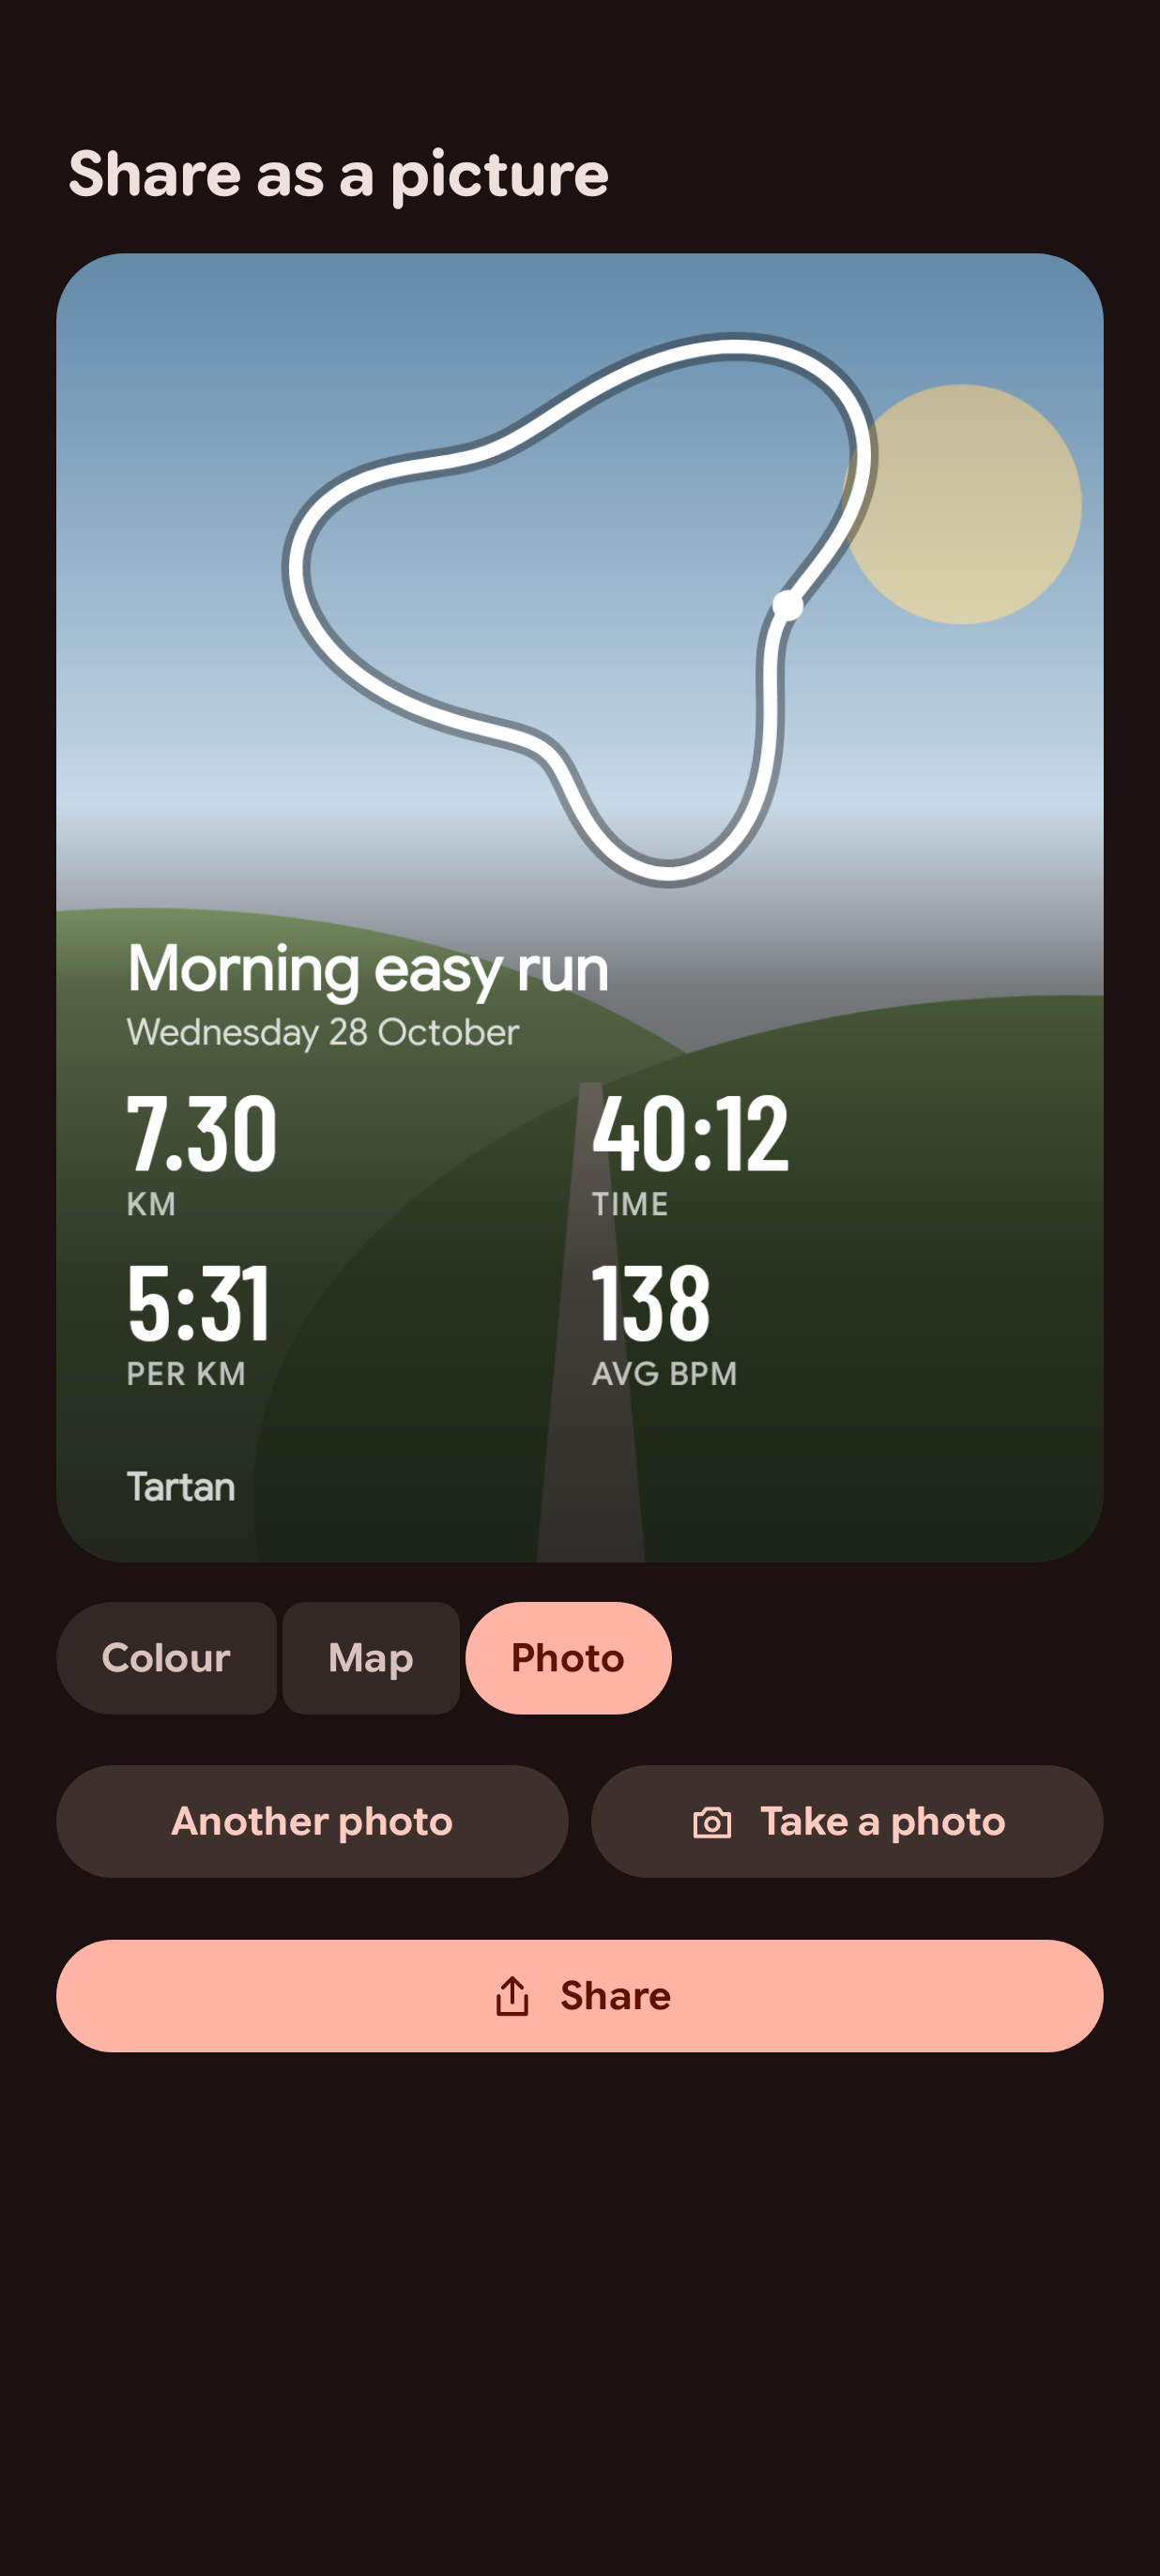 Share as a picture
Morning easy run
Wednesday 28 October
7.30 40:12
KM TIME
5:31 138
PER KM AVG BPM
Tartan
Colour Map Photo
Another photo Take a photo
Share